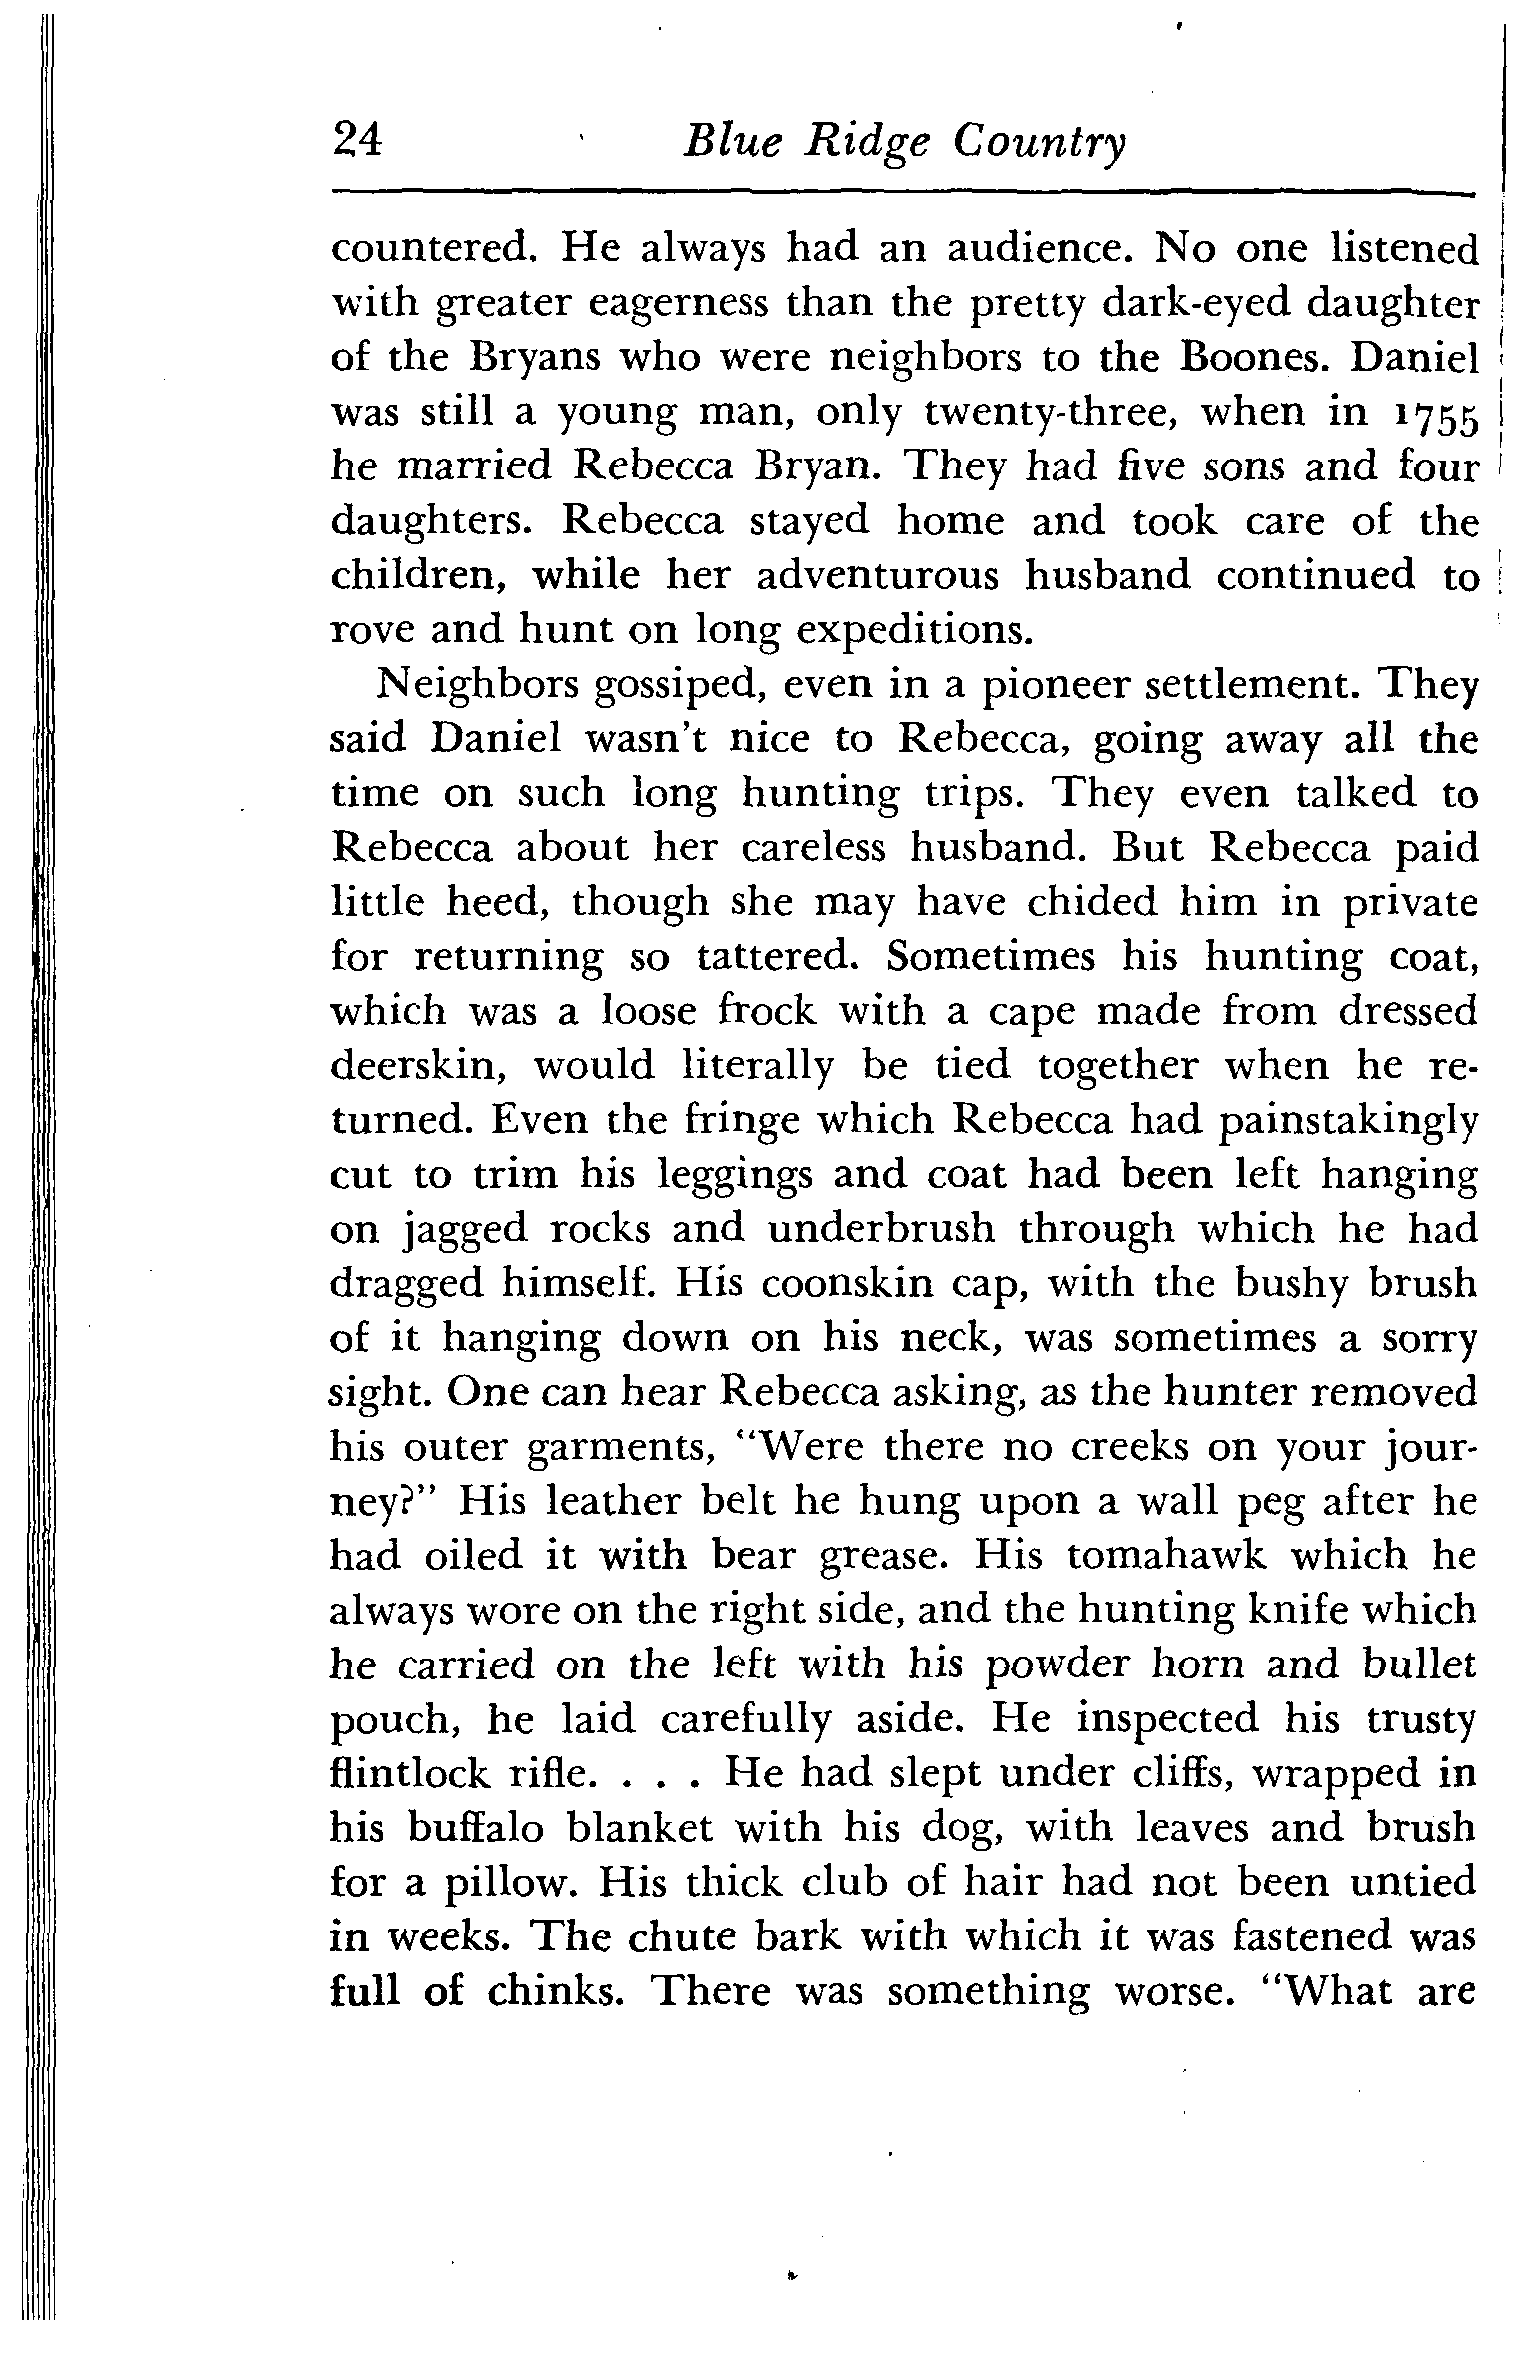 24 Blue Ridge Country
countered. He always had an audience. No one listened
with greater eagerness than the pretty dark-eyed daughter
of the Bryans who were neighbors to the Boones. Daniel
was still a young man, only twenty-three, when in 1755
he married Rebecca Bryan. They had five sons and four
daughters. Rebecca stayed home and took care of the
children, while her adventurous husband continued to
rove and hunt on long expeditions.
Neighbors gossiped, even in a pioneer settlement. They
said Daniel wasn't nice to Rebecca, going away all the
time on such long hunting trips. They even talked to
Rebecca about her careless husband. But Rebecca paid
little heed, though she may have chided him in private
for returning so tattered. Sometimes his hunting coat,
which was a loose frock with a cape made from dressed
deerskin, would literally be tied together when he re-
turned. Even the fringe which Rebecca had painstakingly
cut to trim his leggings and coat had been left hanging
on jagged rocks and underbrush through which he had
dragged himself. His coonskin cap, with the bushy brush
of it hanging down on his neck, was sometimes a sorry
sight. One can hear Rebecca asking, as the hunter removed
his outer garments, "Were there no creeks on your jour-
ney?" His leather belt he hung upon a wall peg after he
had oiled it with bear grease. His tomahawk which he
always wore on the right side, and the hunting knife which
he carried on the left with his powder horn and bullet
pouch, he laid carefully aside. He inspected his trusty
flintlock rifle. . . . He had slept under cliffs, wrapped in
his buffalo blanket with his dog, with leaves and brush
for a pillow. His thick club of hair had not been untied
in weeks. The chute bark with which it was fastened was
full of chinks. There was something worse. "What are